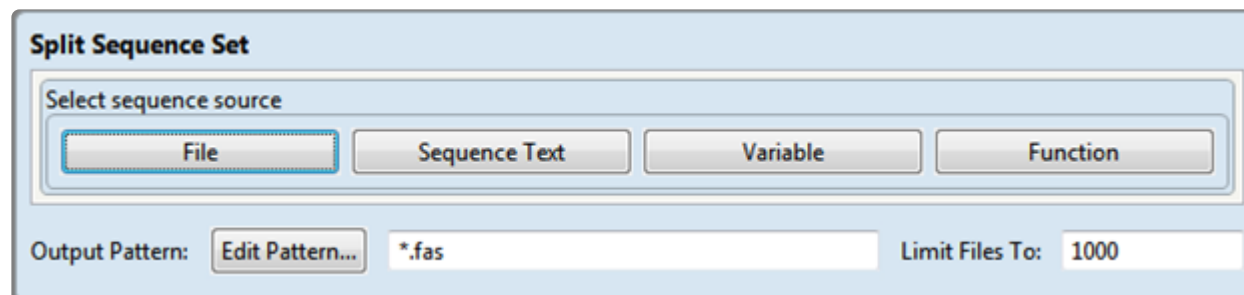 Split Sequence Set
Select sequence source
File Sequence Text Variable Function
Output Pattern: Edit Pattern... *.fas Limit Files To: 1000